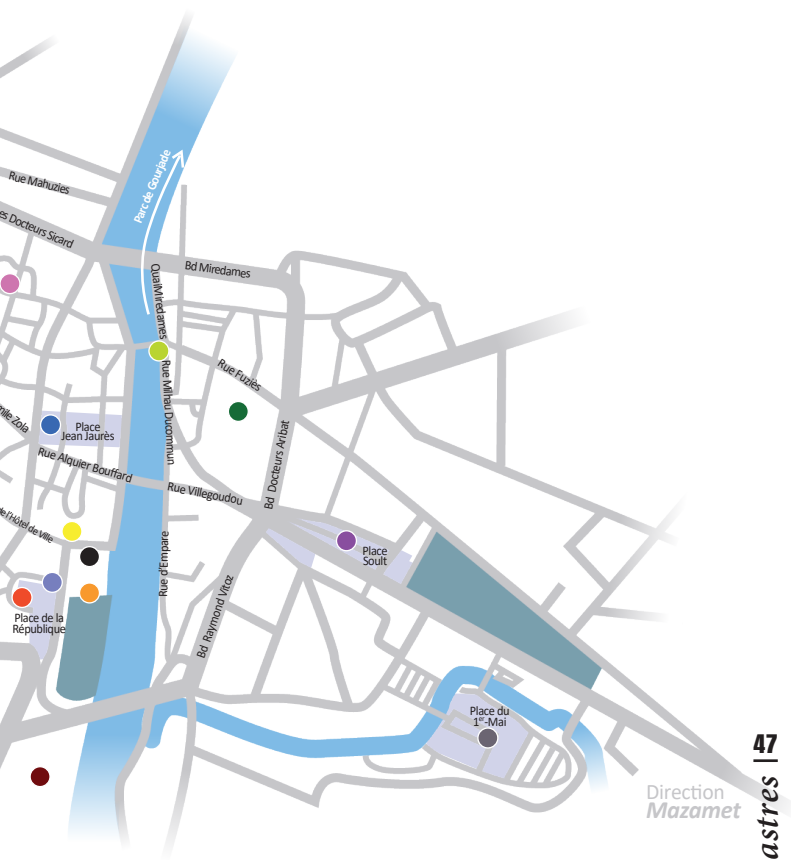 Parc de Gourjade
Rue Mahuzies
es Docteurs Sicard
Bd Miredames
Quai Miredames
Rue Fuziès
Rue Milhau Ducommun
mile Zola
Place
Jean Jaurès
Bd Docteurs Aribat
Rue Alquier Bouffard
Rue Villegoudou
de l'Hôtel de Ville
Place
Soult
Rue d'Empare
Bd Raymond Vitoz
Place de la
République
Place du
1er-Mai
Direction
Mazamet
47
astres